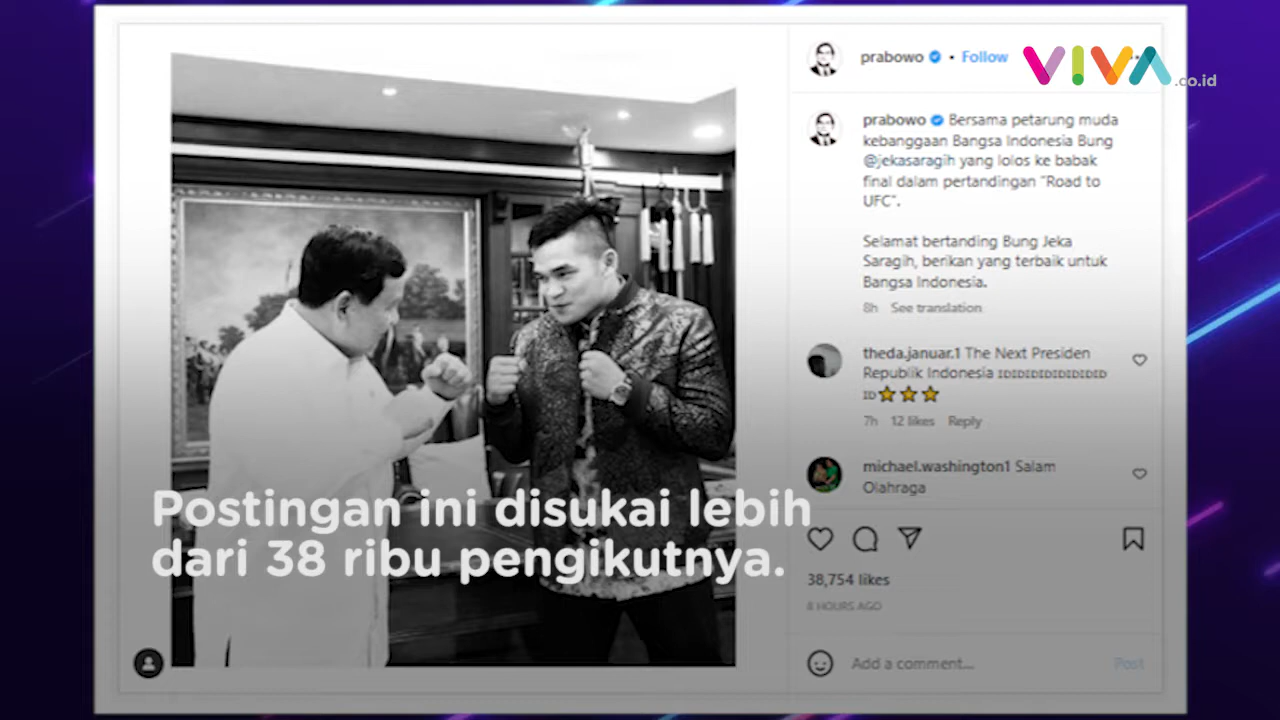 prabowo • Follow
VIVA.co.id
prabowo Bersama petarung muda
kebanggaan Bangsa Indonesia Bung
@jekasaragih yang lolos ke babak
final dalam pertandingan "Road to
UFC".
Selamat bertanding Bung Jeka
Saragih, berikan yang terbaik untuk
Bangsa Indonesia.
8h See translation
theda.januar.1 The Next Presiden
Republik Indonesia IDIDIDIDIDIDIDID
ID⭐⭐⭐
7h 12 likes Reply
michael.washington1 Salam
Olahraga
38,754 likes
8 HOURS AGO
Add a comment... Post
Postingan ini disukai lebih
dari 38 ribu pengikutnya.